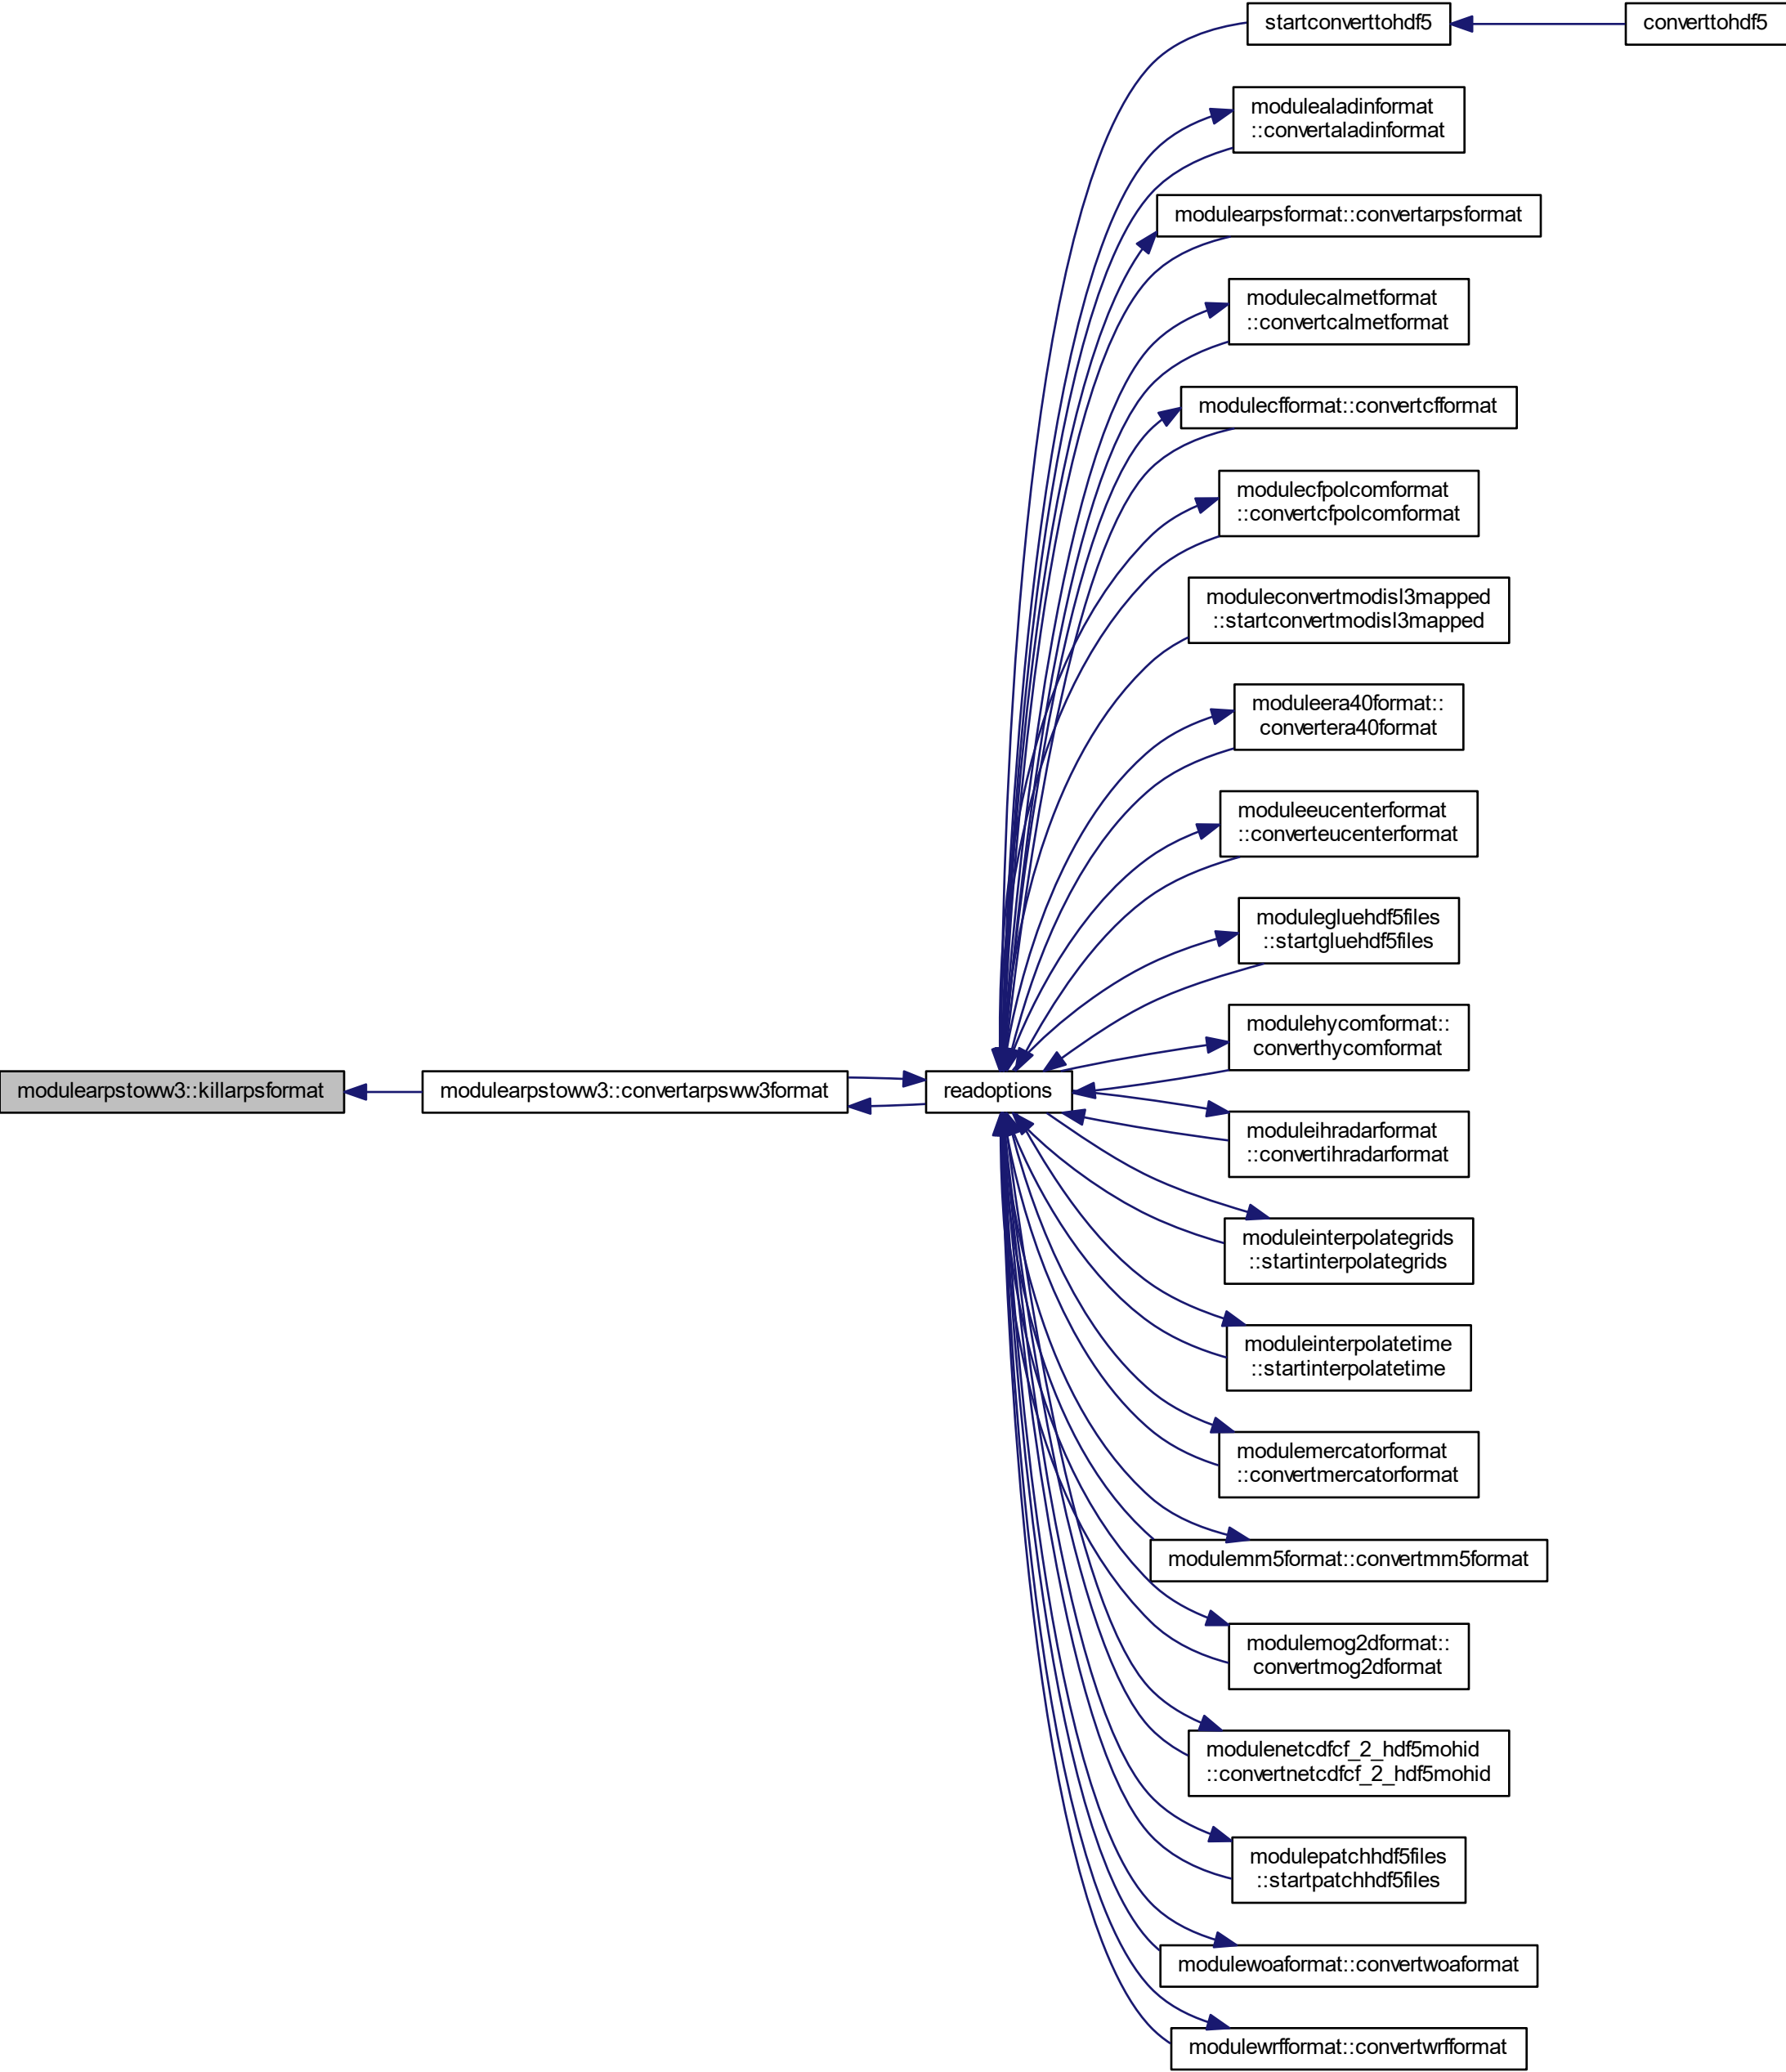 startconverttohdf5
converttohdf5
modulealadinformat
::convertaladinformat
modulearpsformat::convertarpsformat
modulecalmetformat
::convertcalmetformat
modulecfformat::convertcfformat
modulecfpolcomformat
::convertcfpolcomformat
moduleconvertmodisl3mapped
::startconvertmodisl3mapped
moduleera40format::
convertera40format
moduleeucenterformat
::converteucenterformat
modulegluehdf5files
::startgluehdf5files
modulehycomformat::
converthycomformat
modulearpstoww3::killarpsformat
modulearpstoww3::convertarpsww3format
readoptions
moduleihradarformat
::convertihradarformat
moduleinterpolategrids
::startinterpolategrids
moduleinterpolatetime
::startinterpolatetime
modulemercatorformat
::convertmercatorformat
modulemm5format::convertmm5format
modulemog2dformat::
convertmog2dformat
modulenetcdfcf_2_hdf5mohid
::convertnetcdfcf_2_hdf5mohid
modulepatchhdf5files
::startpatchhdf5files
modulewoaformat::convertwoaformat
modulewrfformat::convertwrfformat